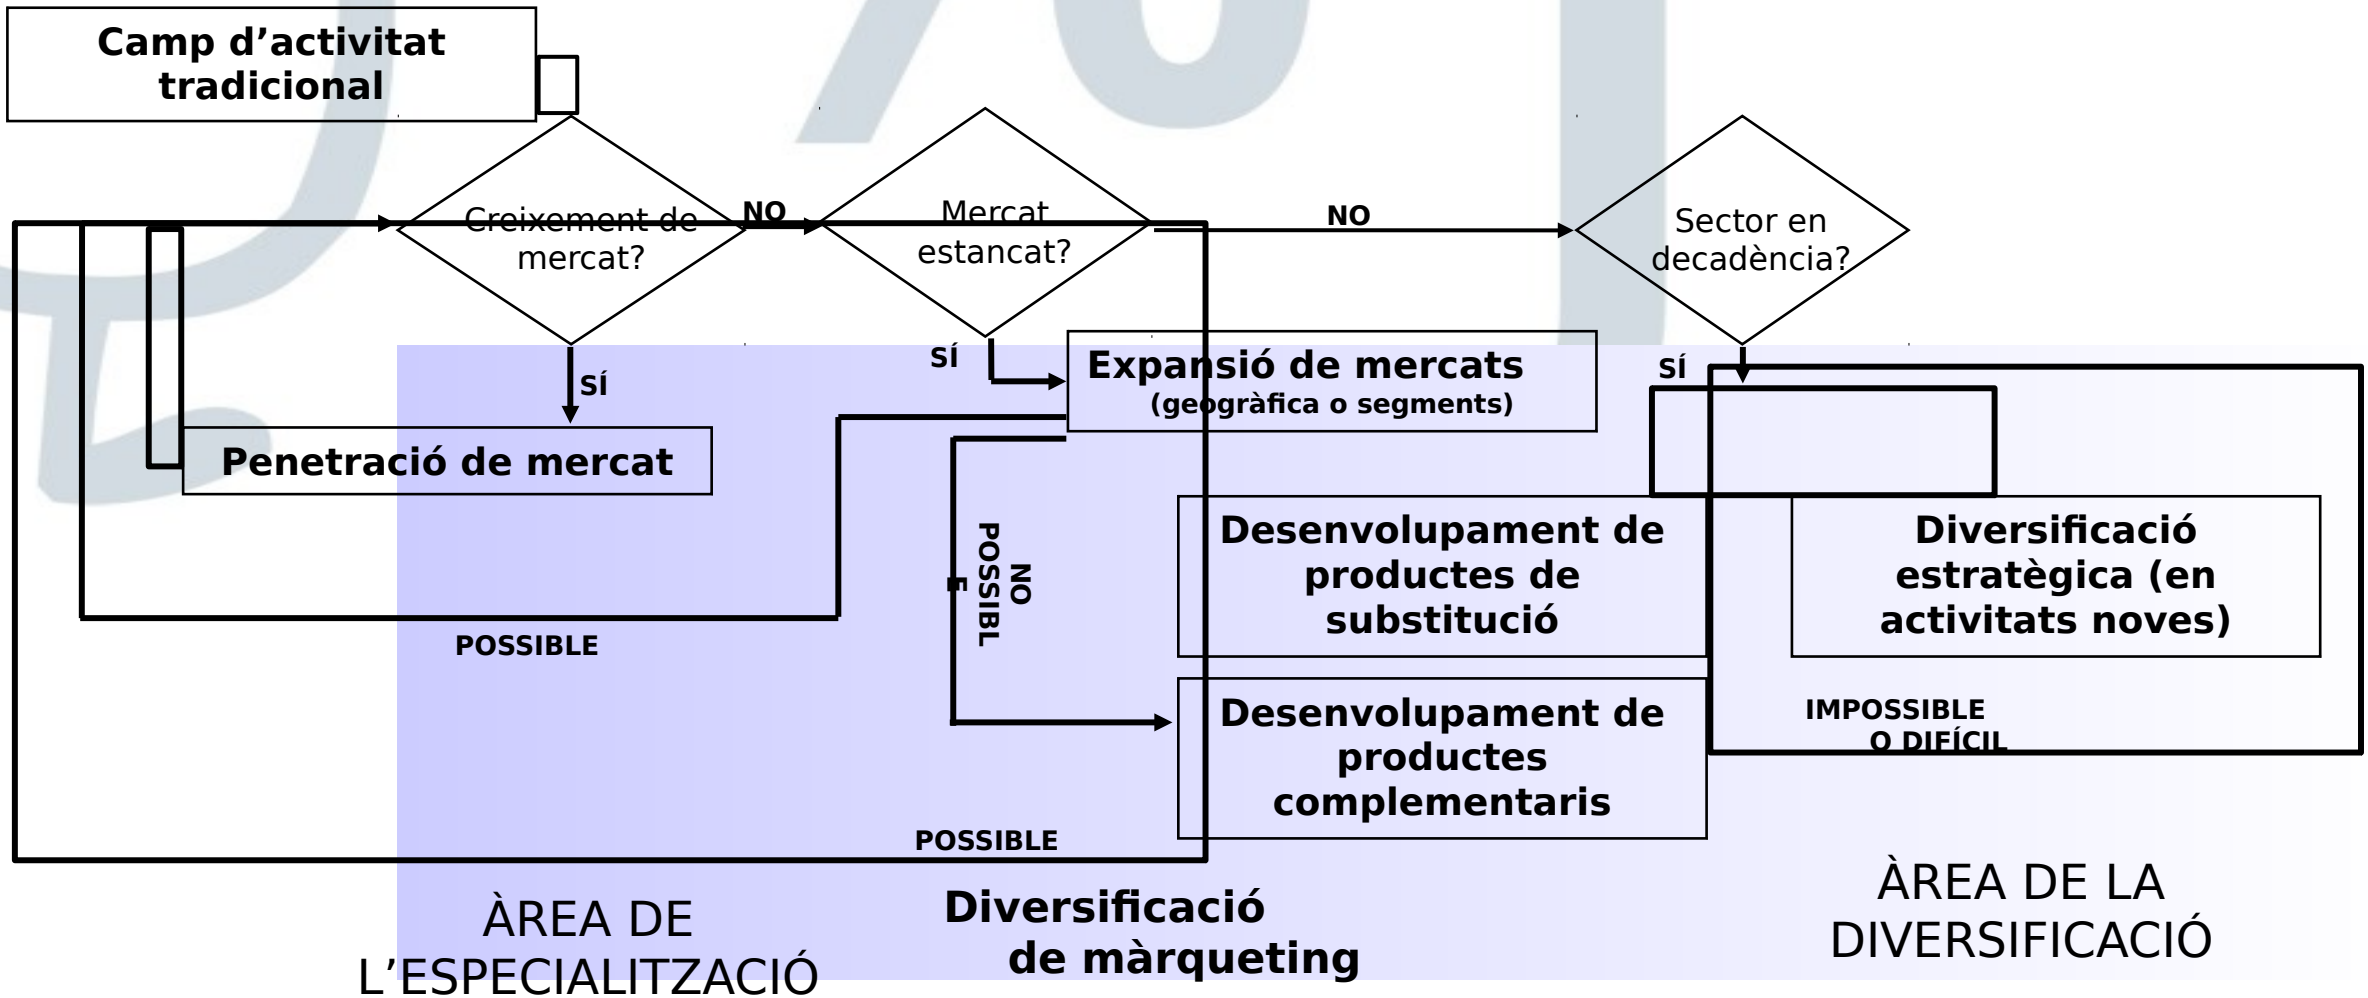 Camp d’activitat
tradicional
Creixement de
mercat?
NO
Mercat
estancat?
NO
Sector en
decadència?
SÍ
SÍ
SÍ
Expansió de mercats
(geogràfica o segments)
Penetració de mercat
NO
POSSIBL
E
Desenvolupament de
productes de
substitució
Diversificació
estratègica (en
activitats noves)
POSSIBLE
Desenvolupament de
productes
complementaris
IMPOSSIBLE
O DIFÍCIL
POSSIBLE
ÀREA DE
L’ESPECIALITZACIÓ
Diversificació
de màrqueting
ÀREA DE LA
DIVERSIFICACIÓ